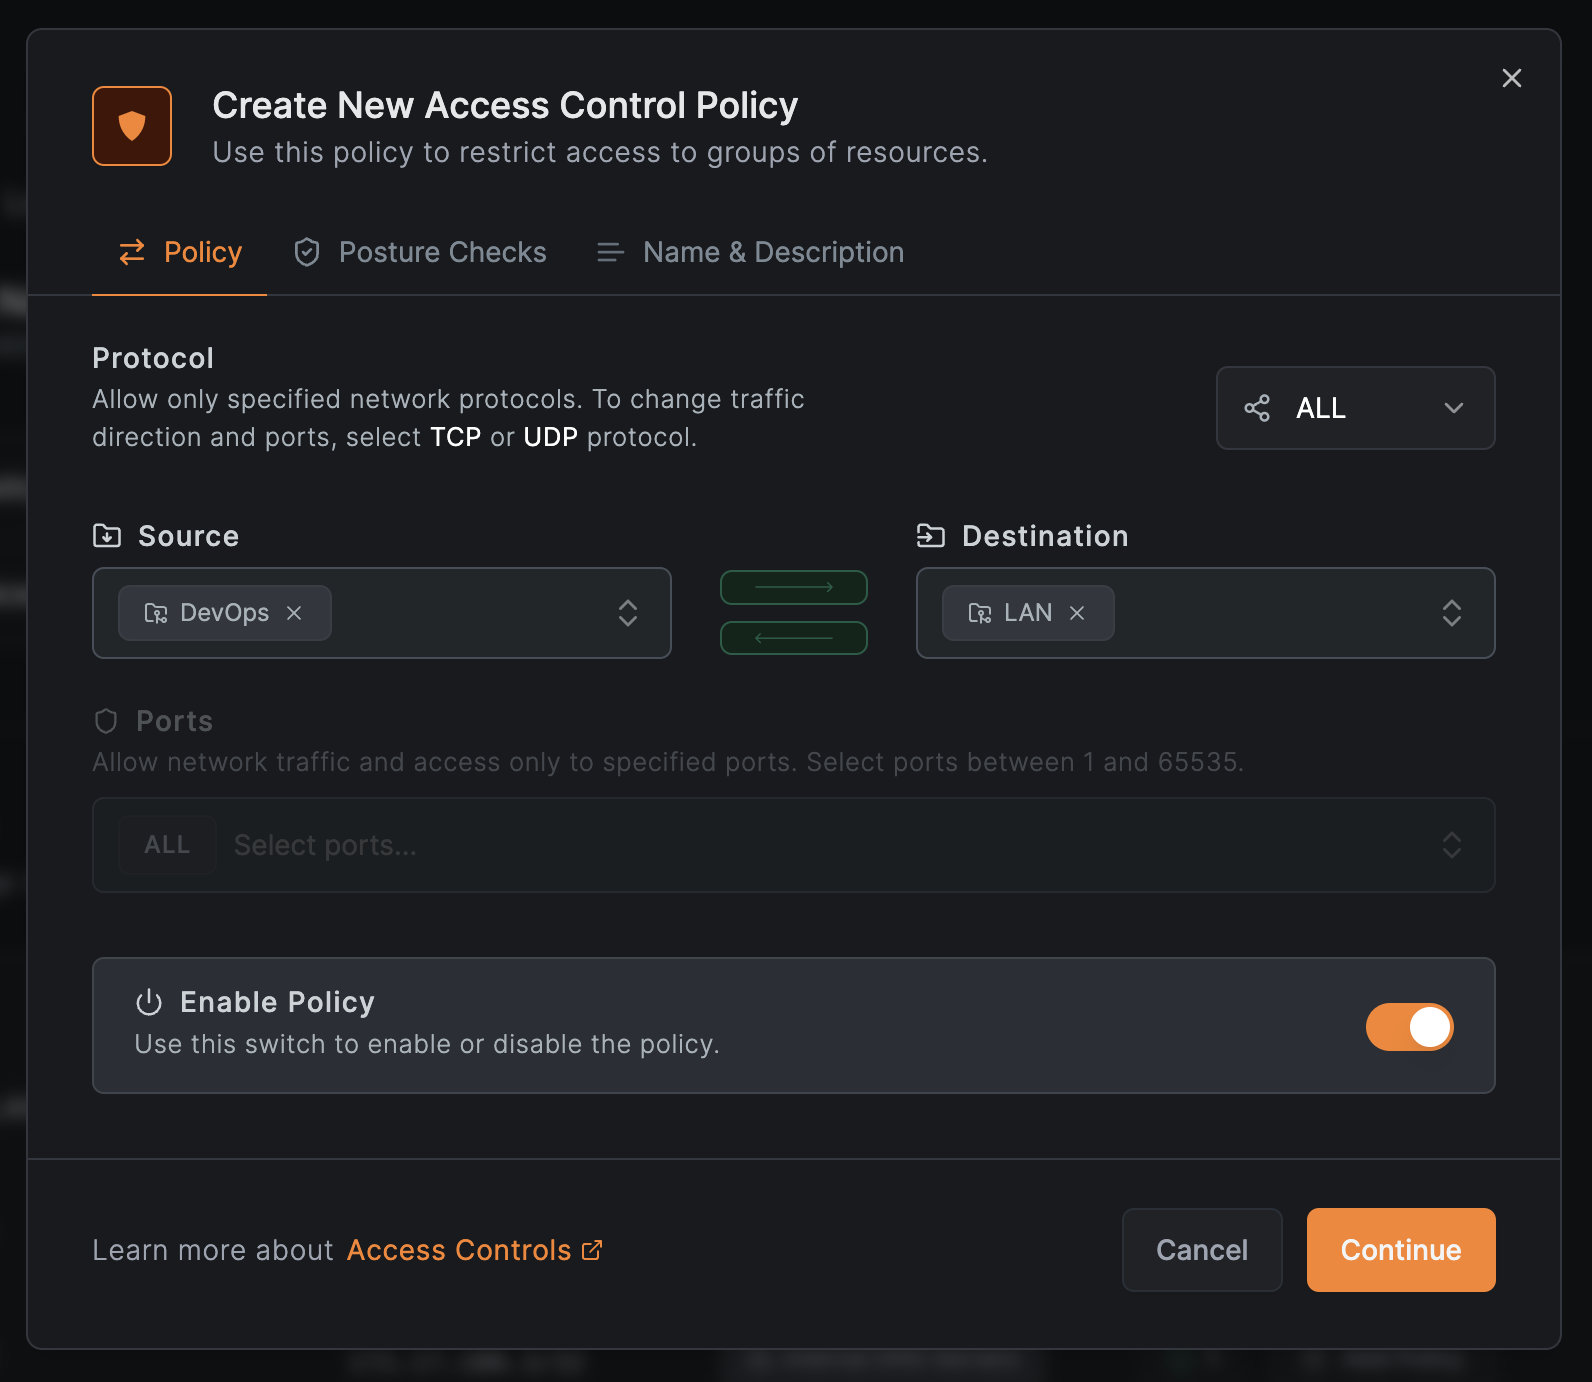 Create New Access Control Policy
Use this policy to restrict access to groups of resources.
Policy
Posture Checks
Name & Description
Protocol
Allow only specified network protocols. To change traffic
direction and ports, select TCP or UDP protocol.
ALL
Source
Destination
DevOps
LAN
Ports
Allow network traffic and access only to specified ports. Select ports between 1 and 65535.
ALL
Select ports...
Enable Policy
Use this switch to enable or disable the policy.
Learn more about Access Controls
Cancel
Continue